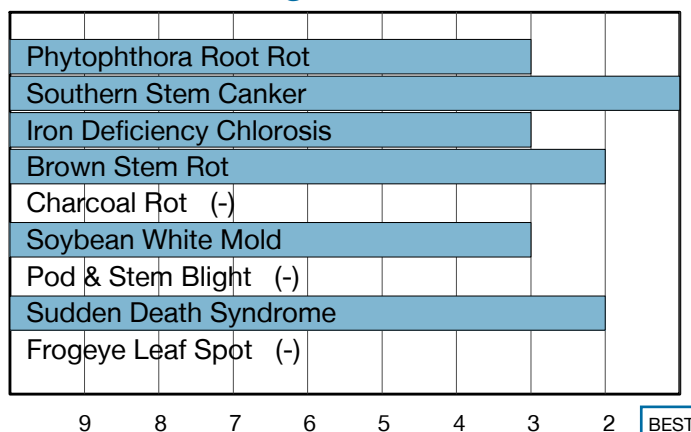 Phytophthora Root Rot
Southern Stem Canker
Iron Deficiency Chlorosis
Brown Stem Rot
Charcoal Rot (-)
Soybean White Mold
Pod & Stem Blight (-)
Sudden Death Syndrome
Frogeye Leaf Spot (-)
9 8 7 6 5 4 3 2 BEST